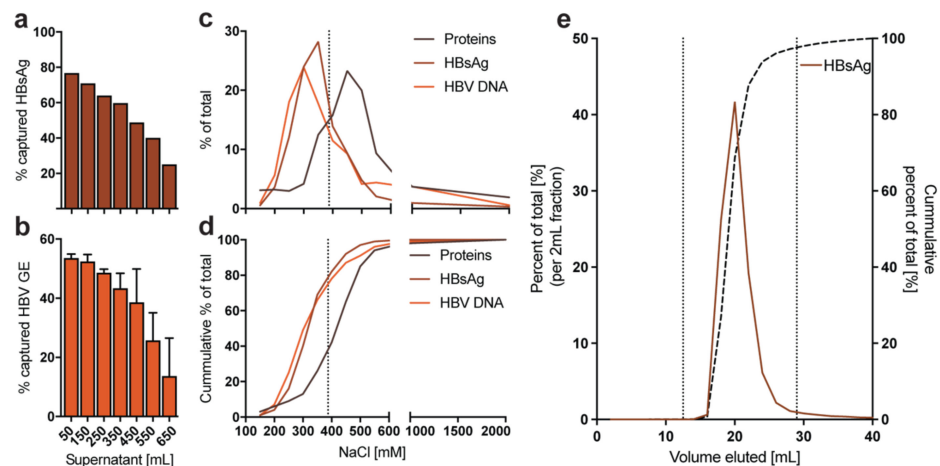 a
% captured HBsAg
100
80
60
40
20
0
b
% captured HBV GE
60
40
20
0
50
150
250
350
450
550
650
Supernatant [mL]
c
% of total
30
20
10
0
Proteins
HBsAg
HBV DNA
d
Cummulative % of total
100
80
60
40
20
0
Proteins
HBsAg
HBV DNA
100 200 300 400 500 600 1000 1500 2000
NaCl [mM]
e
Percent of total [%]
(per 2mL fraction)
50
40
30
20
10
0
HBsAg
100
80
60
40
20
0
Cummulative
percent of total [%]
0 10 20 30 40
Volume eluted [mL]